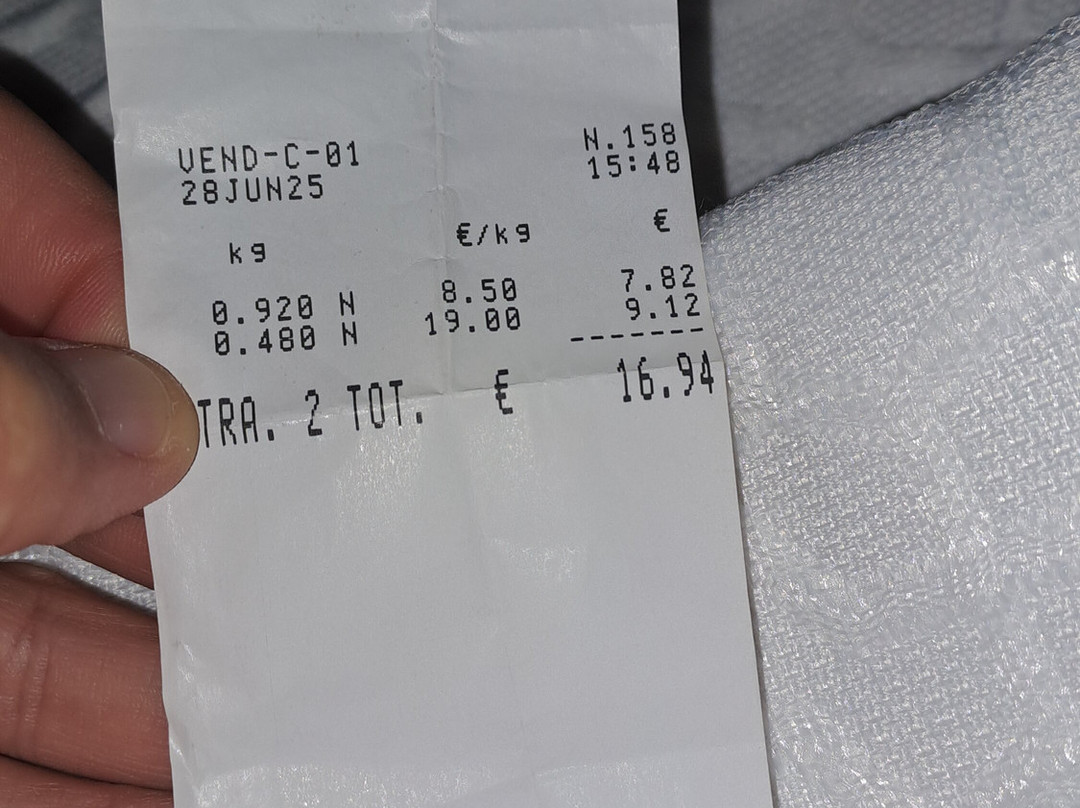 VEND-C-01 N.158
28JUN25 15:48
kg €/kg €
0.920 N 8.50 7.82
0.480 N 19.00 9.12
-------
TRA. 2 TOT. € 16.94